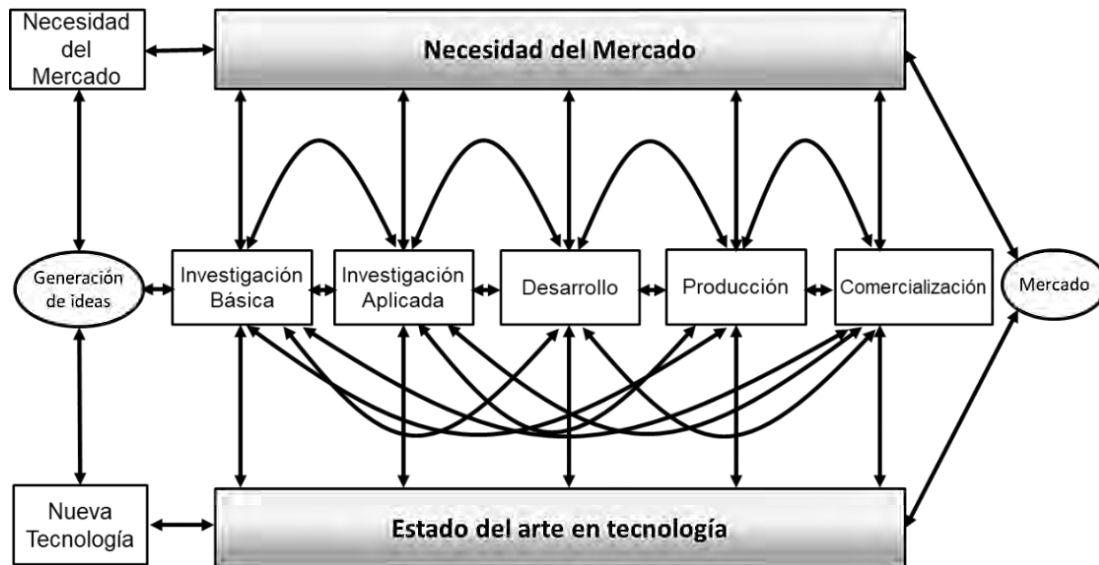 Necesidad
del
Mercado
Necesidad del Mercado
Generación
de ideas
Investigación
Básica
Investigación
Aplicada
Desarrollo
Producción
Comercialización
Mercado
Nueva
Tecnología
Estado del arte en tecnología